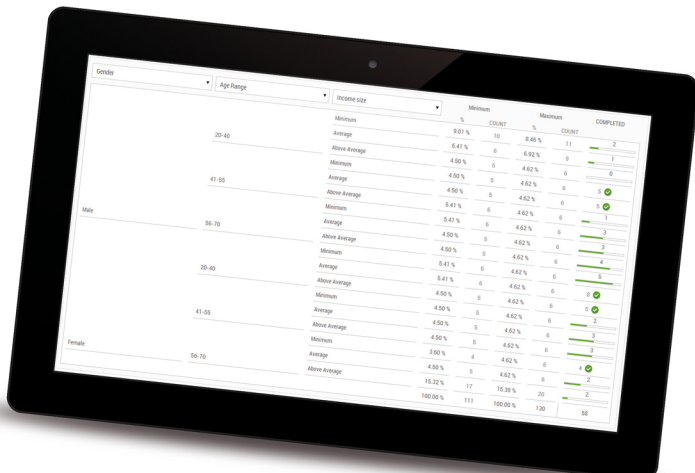 Gender Age Range Income size Minimum Maximum COMPLETED
% COUNT % COUNT
Minimum 9.01 % 10 8.46 % 11 2
20-40 Average 5.41 % 6 6.92 % 9 1
Above Average 4.50 % 5 4.62 % 6 0
Minimum 4.50 % 5 4.62 % 6 5
41-55 Average 4.50 % 5 4.62 % 6 5
Above Average 5.41 % 6 4.62 % 6 1
Minimum 5.41 % 6 4.62 % 6 3
Male 56-70 Average 4.50 % 5 4.62 % 6 3
Above Average 4.50 % 5 4.62 % 6 4
Minimum 5.41 % 6 4.62 % 6 5
20-40 Average 5.41 % 6 4.62 % 6 8
Above Average 4.50 % 5 4.62 % 6 5
Minimum 4.50 % 5 4.62 % 6 2
41-55 Average 4.50 % 5 4.62 % 6 3
Above Average 4.50 % 5 4.62 % 6 3
Minimum 3.60 % 4 4.62 % 6 4
Female 56-70 Average 4.50 % 5 4.62 % 6 2
Above Average 15.32 % 17 15.38 % 20 2
100.00 % 111 100.00 % 130 58